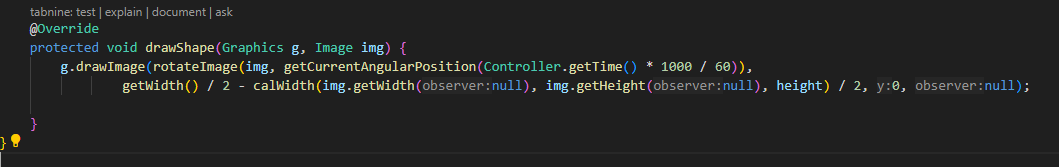 tabnine: test | explain | document | ask
@Override
protected void drawShape(Graphics g, Image img) {
g.drawImage(rotateImage(img, getCurrentAngularPosition(Controller.getTime() * 1000 / 60)),
getWidth() / 2 - calWidth(img.getWidth(observer:null), img.getHeight(observer:null), height) / 2, y:0, observer:null);
}
}